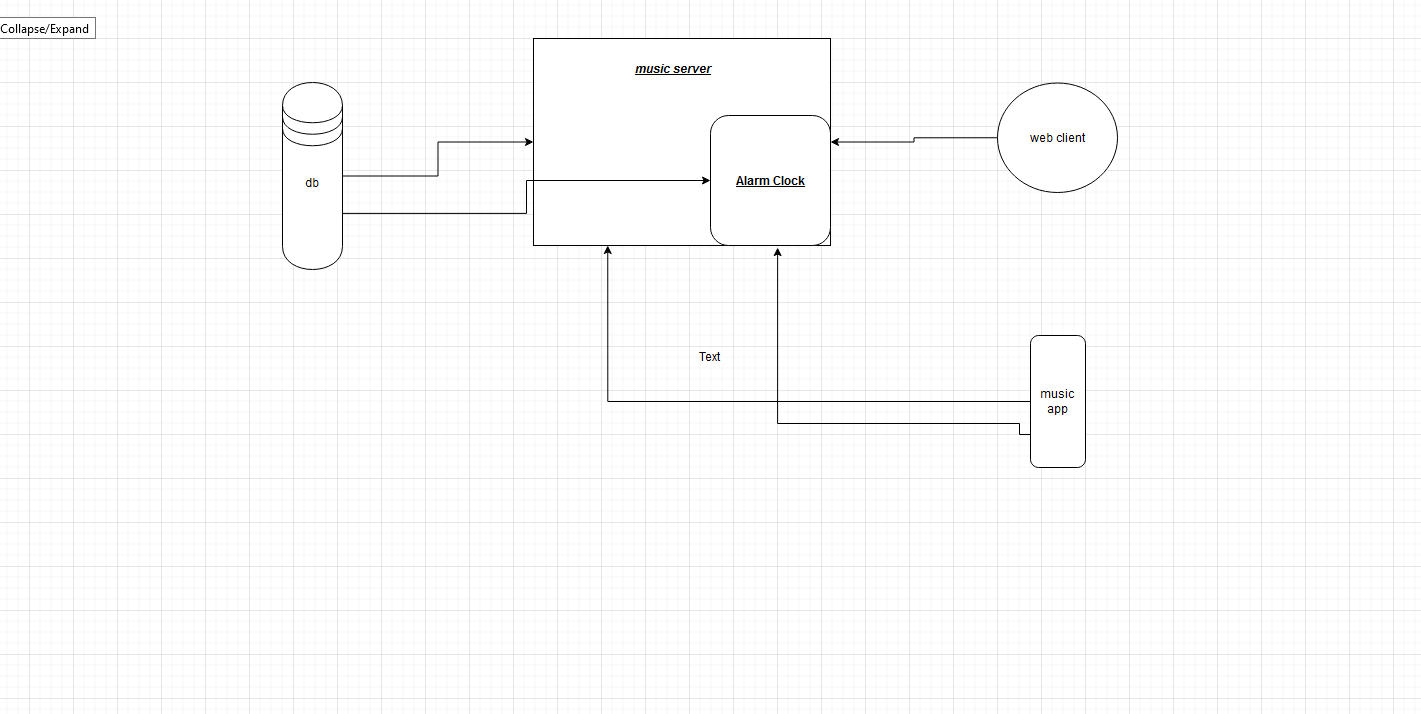 Collapse/Expand
music server
db
Alarm Clock
web client
Text
music
app